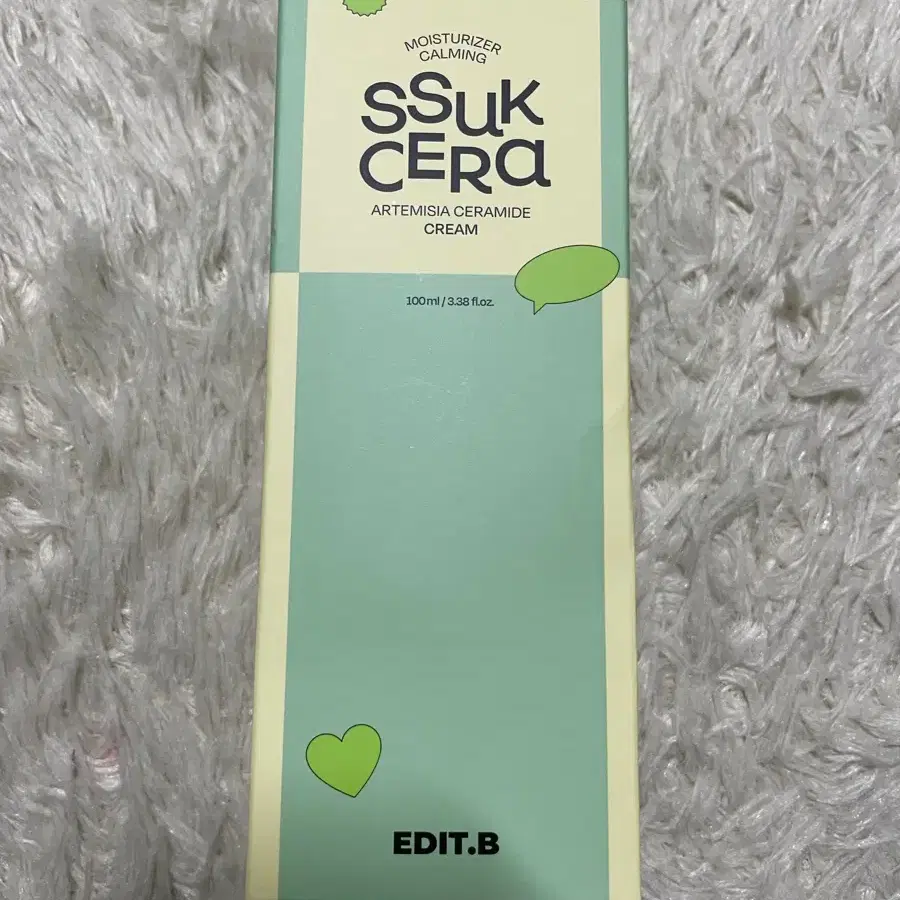 MOISTURIZER
CALMING
SSUK
CERa
ARTEMISIA CERAMIDE
CREAM
100ml / 3.38 fl.oz.
EDIT.B